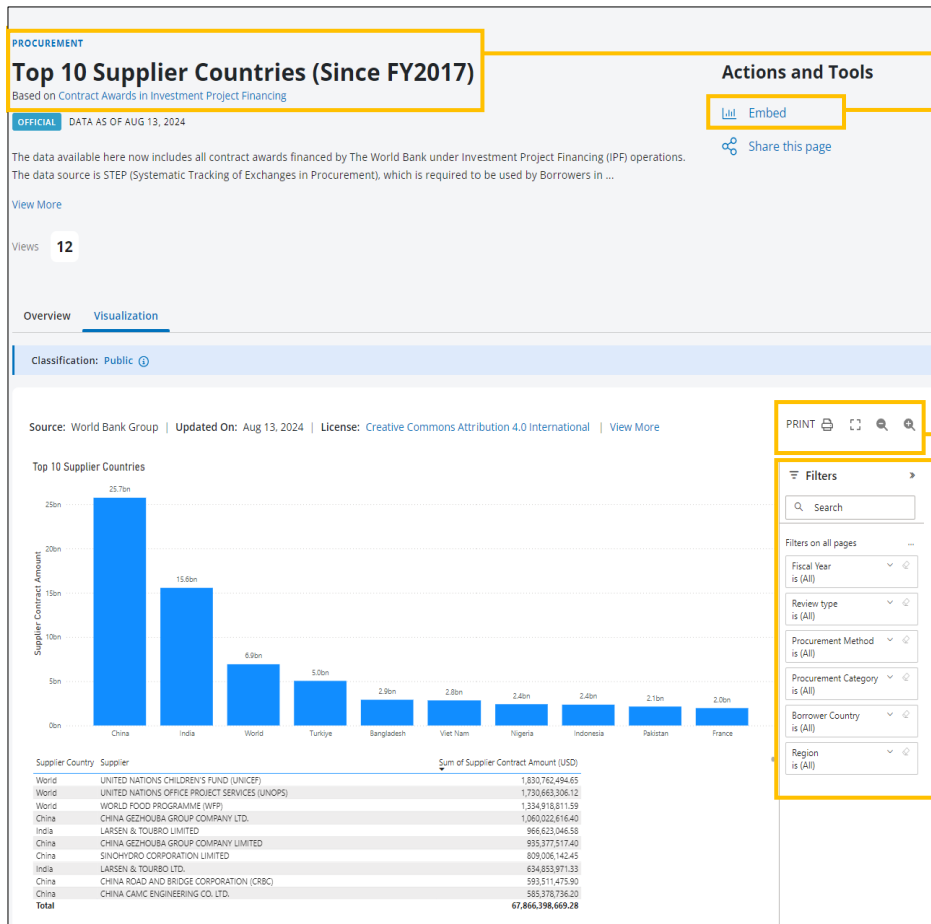 PROCUREMENT
Top 10 Supplier Countries (Since FY2017)
Based on Contract Awards in Investment Project Financing
OFFICIAL DATA AS OF AUG 13, 2024
The data available here now includes all contract awards financed by The World Bank under Investment Project Financing (IPF) operations.
The data source is STEP (Systematic Tracking of Exchanges in Procurement), which is required to be used by Borrowers in ...
View More
Views 12
Actions and Tools
Embed
Share this page
Overview Visualization
Classification: Public
Source: World Bank Group | Updated On: Aug 13, 2024 | License: Creative Commons Attribution 4.0 International | View More
PRINT
Top 10 Supplier Countries
Supplier Contract Amount
25bn
20bn
15bn
10bn
5bn
0bn
25.7bn
15.6bn
6.9bn
5.0bn
2.9bn
2.8bn
2.4bn
2.4bn
2.1bn
2.0bn
China India World Turkiye Bangladesh Viet Nam Nigeria Indonesia Pakistan France
Filters
Search
Filters on all pages ...
Fiscal Year
is (All)
Review type
is (All)
Procurement Method
is (All)
Procurement Category
is (All)
Borrower Country
is (All)
Region
is (All)
Supplier Country Supplier Sum of Supplier Contract Amount (USD)
World UNITED NATIONS CHILDREN'S FUND (UNICEF) 1,830,762,494.65
World UNITED NATIONS OFFICE PROJECT SERVICES (UNOPS) 1,730,663,306.12
World WORLD FOOD PROGRAMME (WFP) 1,334,918,811.59
China CHINA GEZHOUBA GROUP COMPANY LTD. 1,060,022,616.40
India LARSEN & TOUBRO LIMITED 966,623,046.58
China CHINA GEZHOUBA GROUP COMPANY LIMITED 935,377,517.40
China SINOHYDRO CORPORATION LIMITED 809,006,142.45
India LARSEN & TOURBO LTD. 634,853,971.33
China CHINA ROAD AND BRIDGE CORPORATION (CRBC) 593,511,475.90
China CHINA CAMC ENGINEERING CO. LTD. 585,378,736.20
Total 67,866,398,669.28